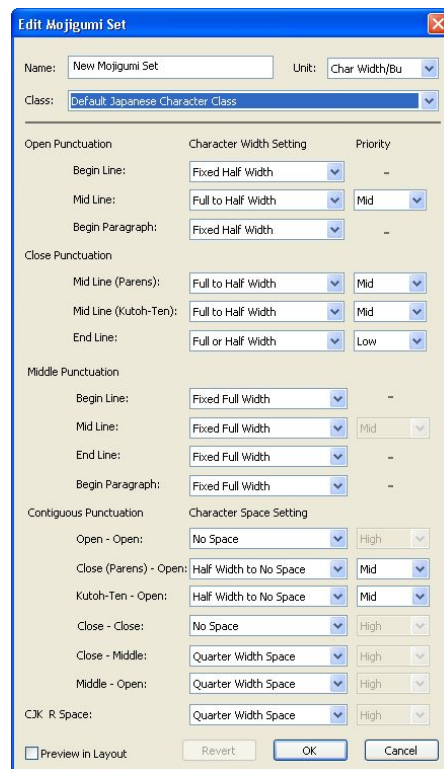 Edit Mojigumi Set
Name: New Mojigumi Set Unit: Char Width/Bu
Class: Default Japanese Character Class
Open Punctuation Character Width Setting Priority
Begin Line: Fixed Half Width –
Mid Line: Full to Half Width Mid
Begin Paragraph: Fixed Half Width –
Close Punctuation
Mid Line (Parens): Full to Half Width Mid
Mid Line (Kutoh-Ten): Full to Half Width Mid
End Line: Full or Half Width Low
Middle Punctuation
Begin Line: Fixed Full Width –
Mid Line: Fixed Full Width Mid
End Line: Fixed Full Width –
Begin Paragraph: Fixed Full Width –
Contiguous Punctuation Character Space Setting
Open - Open: No Space High
Close (Parens) - Open: Half Width to No Space Mid
Kutoh-Ten - Open: Half Width to No Space Mid
Close - Close: No Space High
Close - Middle: Quarter Width Space High
Middle - Open: Quarter Width Space High
CJK R Space: Quarter Width Space High
Preview in Layout Revert OK Cancel